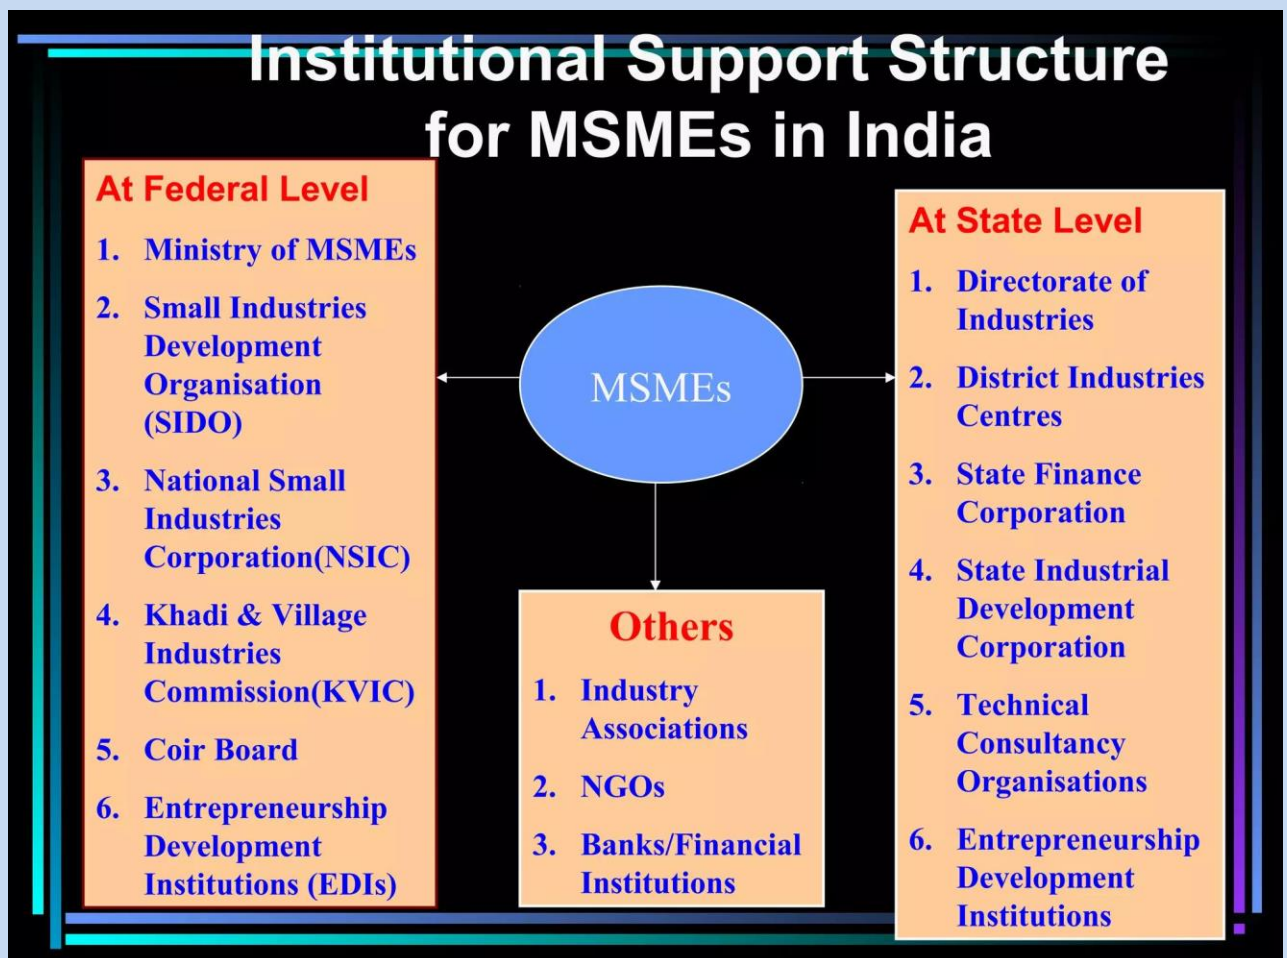 Institutional Support Structure
for MSMEs in India
At Federal Level
1. Ministry of MSMEs
2. Small Industries
Development
Organisation
(SIDO)
3. National Small
Industries
Corporation(NSIC)
4. Khadi & Village
Industries
Commission(KVIC)
5. Coir Board
6. Entrepreneurship
Development
Institutions (EDIs)
MSMEs
Others
1. Industry
Associations
2. NGOs
3. Banks/Financial
Institutions
At State Level
1. Directorate of
Industries
2. District Industries
Centres
3. State Finance
Corporation
4. State Industrial
Development
Corporation
5. Technical
Consultancy
Organisations
6. Entrepreneurship
Development
Institutions